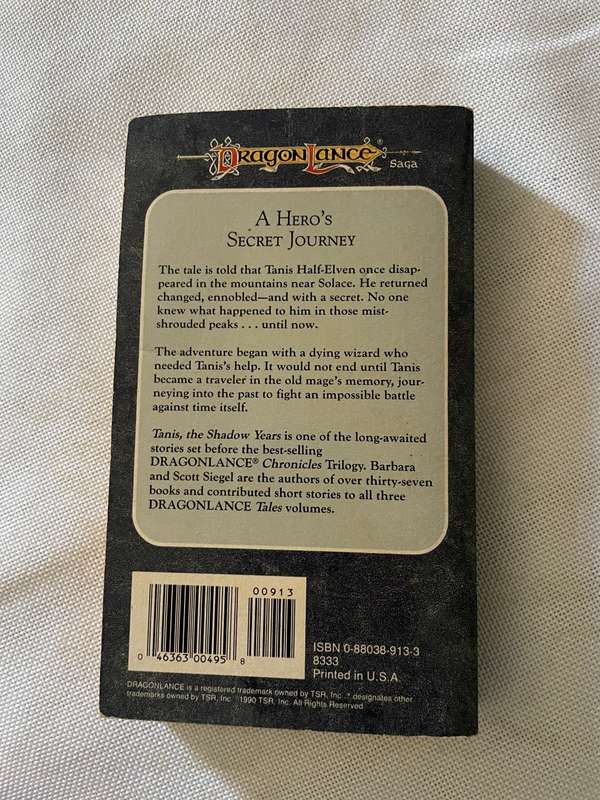 DRAGONLANCE®
Saga
A HERO'S
SECRET JOURNEY
The tale is told that Tanis Half-Elven once disap-
peared in the mountains near Solace. He returned
changed, ennobled—and with a secret. No one
knew what happened to him in those mist-
shrouded peaks . . . until now.
The adventure began with a dying wizard who
needed Tanis's help. It would not end until Tanis
became a traveler in the old mage's memory, jour-
neying into the past to fight an impossible battle
against time itself.
Tanis, the Shadow Years is one of the long-awaited
stories set before the best-selling
DRAGONLANCE® Chronicles Trilogy. Barbara
and Scott Siegel are the authors of over thirty-seven
books and contributed short stories to all three
DRAGONLANCE Tales volumes.
00913
0 46363 00495 8
ISBN 0-88038-913-3
8333
Printed in U.S.A.
DRAGONLANCE is a registered trademark owned by TSR, Inc. ™ designates other
trademarks owned by TSR, Inc. ©1990 TSR, Inc. All Rights Reserved